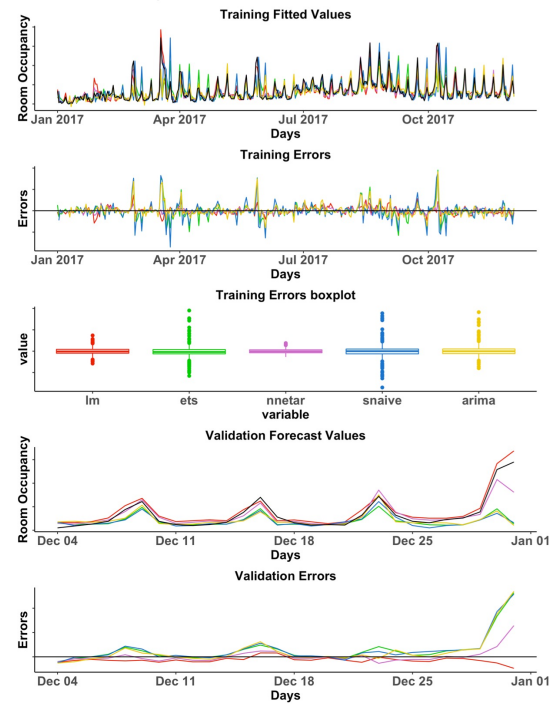 Training Fitted Values
Room Occupancy
Jan 2017 Apr 2017 Jul 2017 Oct 2017
Days
Training Errors
Errors
Jan 2017 Apr 2017 Jul 2017 Oct 2017
Days
Training Errors boxplot
value
lm ets nnetar snaive arima
variable
Validation Forecast Values
Room Occupancy
Dec 04 Dec 11 Dec 18 Dec 25 Jan 01
Days
Validation Errors
Errors
Dec 04 Dec 11 Dec 18 Dec 25 Jan 01
Days